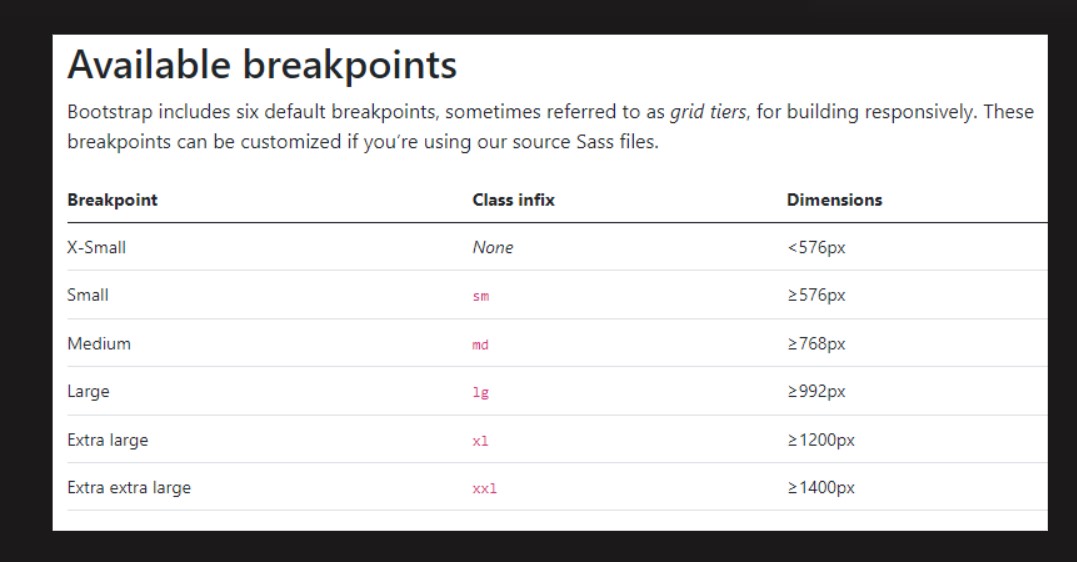 Available breakpoints
Bootstrap includes six default breakpoints, sometimes referred to as grid tiers, for building responsively. These
breakpoints can be customized if you're using our source Sass files.
Breakpoint Class infix Dimensions
X-Small None <576px
Small sm ≥576px
Medium md ≥768px
Large lg ≥992px
Extra large xl ≥1200px
Extra extra large xxl ≥1400px